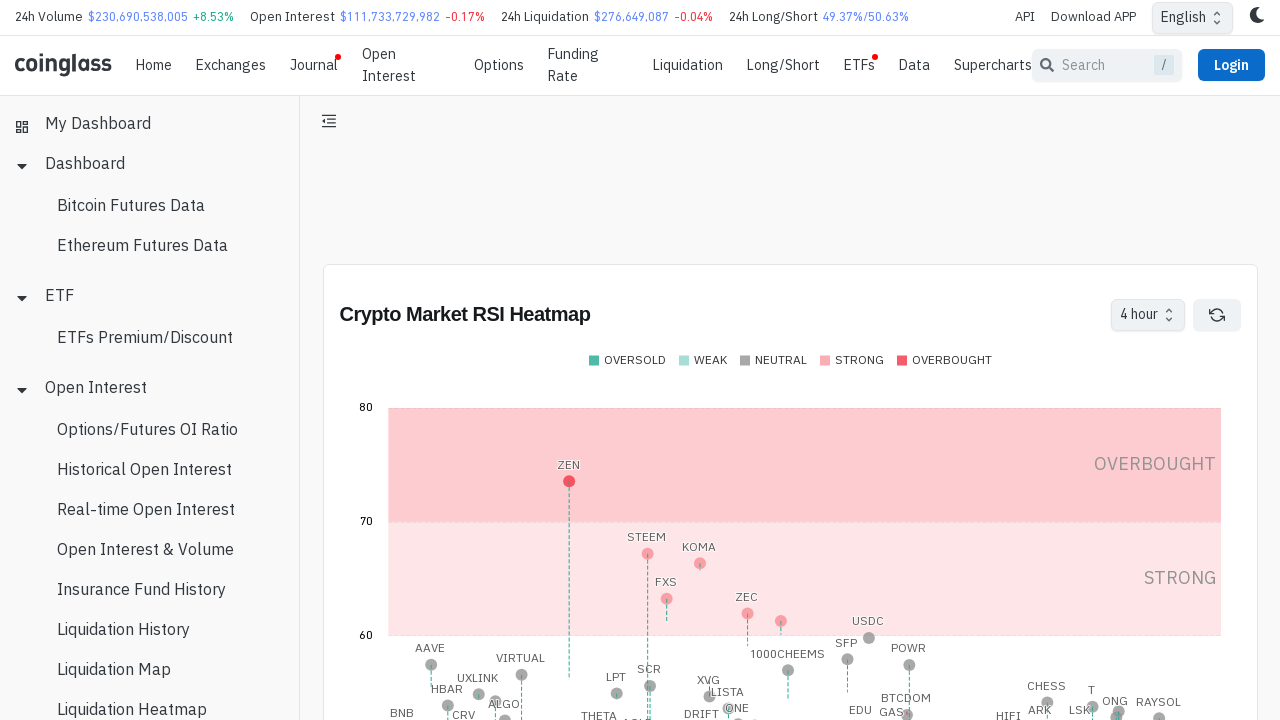 24h Volume $230,690,538,005 +8.53% Open Interest $111,733,729,982 -0.17% 24h Liquidation $276,649,087 -0.04% 24h Long/Short 49.37%/50.63% API Download APP English
coinglass Home Exchanges Journal Open Interest Options Funding Rate Liquidation Long/Short ETFs Data Supercharts Search / Login
My Dashboard
Dashboard
Bitcoin Futures Data
Ethereum Futures Data
ETF
ETFs Premium/Discount
Open Interest
Options/Futures OI Ratio
Historical Open Interest
Real-time Open Interest
Open Interest & Volume
Insurance Fund History
Liquidation History
Liquidation Map
Liquidation Heatmap
Crypto Market RSI Heatmap 4 hour
OVERSOLD WEAK NEUTRAL STRONG OVERBOUGHT
80
ZEN OVERBOUGHT
70
STEEM KOMA
FXS STRONG
ZEC
USDC
60
AAVE VIRTUAL 1000CHEEMS SFP POWR
UXLINK LPT SCR
HBAR XVG LISTA CHESS T
ALGO BTCDOM ONG RAYSOL
BNB CRV THETA DRIFT ONE EDU GAS HIFI ARK LSK